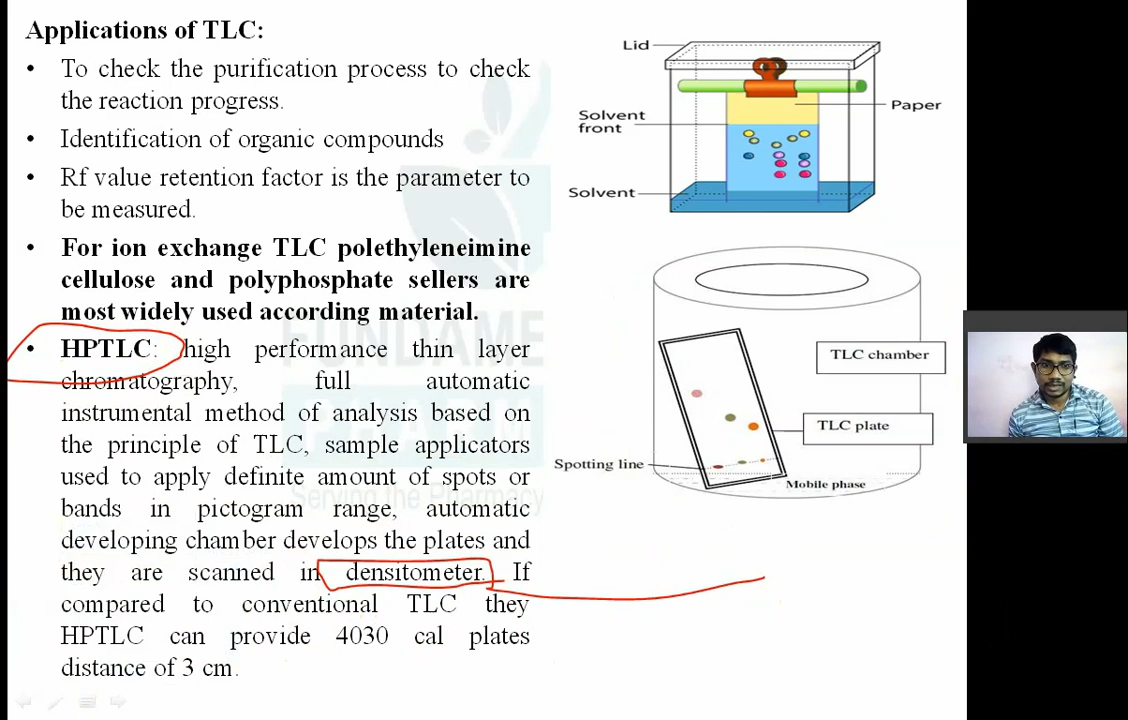 Applications of TLC:
• To check the purification process to check
the reaction progress.
• Identification of organic compounds
• Rf value retention factor is the parameter to
be measured.
• For ion exchange TLC polethyleneimine
cellulose and polyphosphate sellers are
most widely used according material.
• HPTLC: high performance thin layer
chromatography, full automatic
instrumental method of analysis based on
the principle of TLC, sample applicators
used to apply definite amount of spots or
bands in pictogram range, automatic
developing chamber develops the plates and
they are scanned in densitometer. If
compared to conventional TLC they
HPTLC can provide 4030 cal plates
distance of 3 cm.
Lid
Paper
Solvent
front
Solvent
TLC chamber
TLC plate
Spotting line
Mobile phase
FUNDAME
Serving the Pharmacy